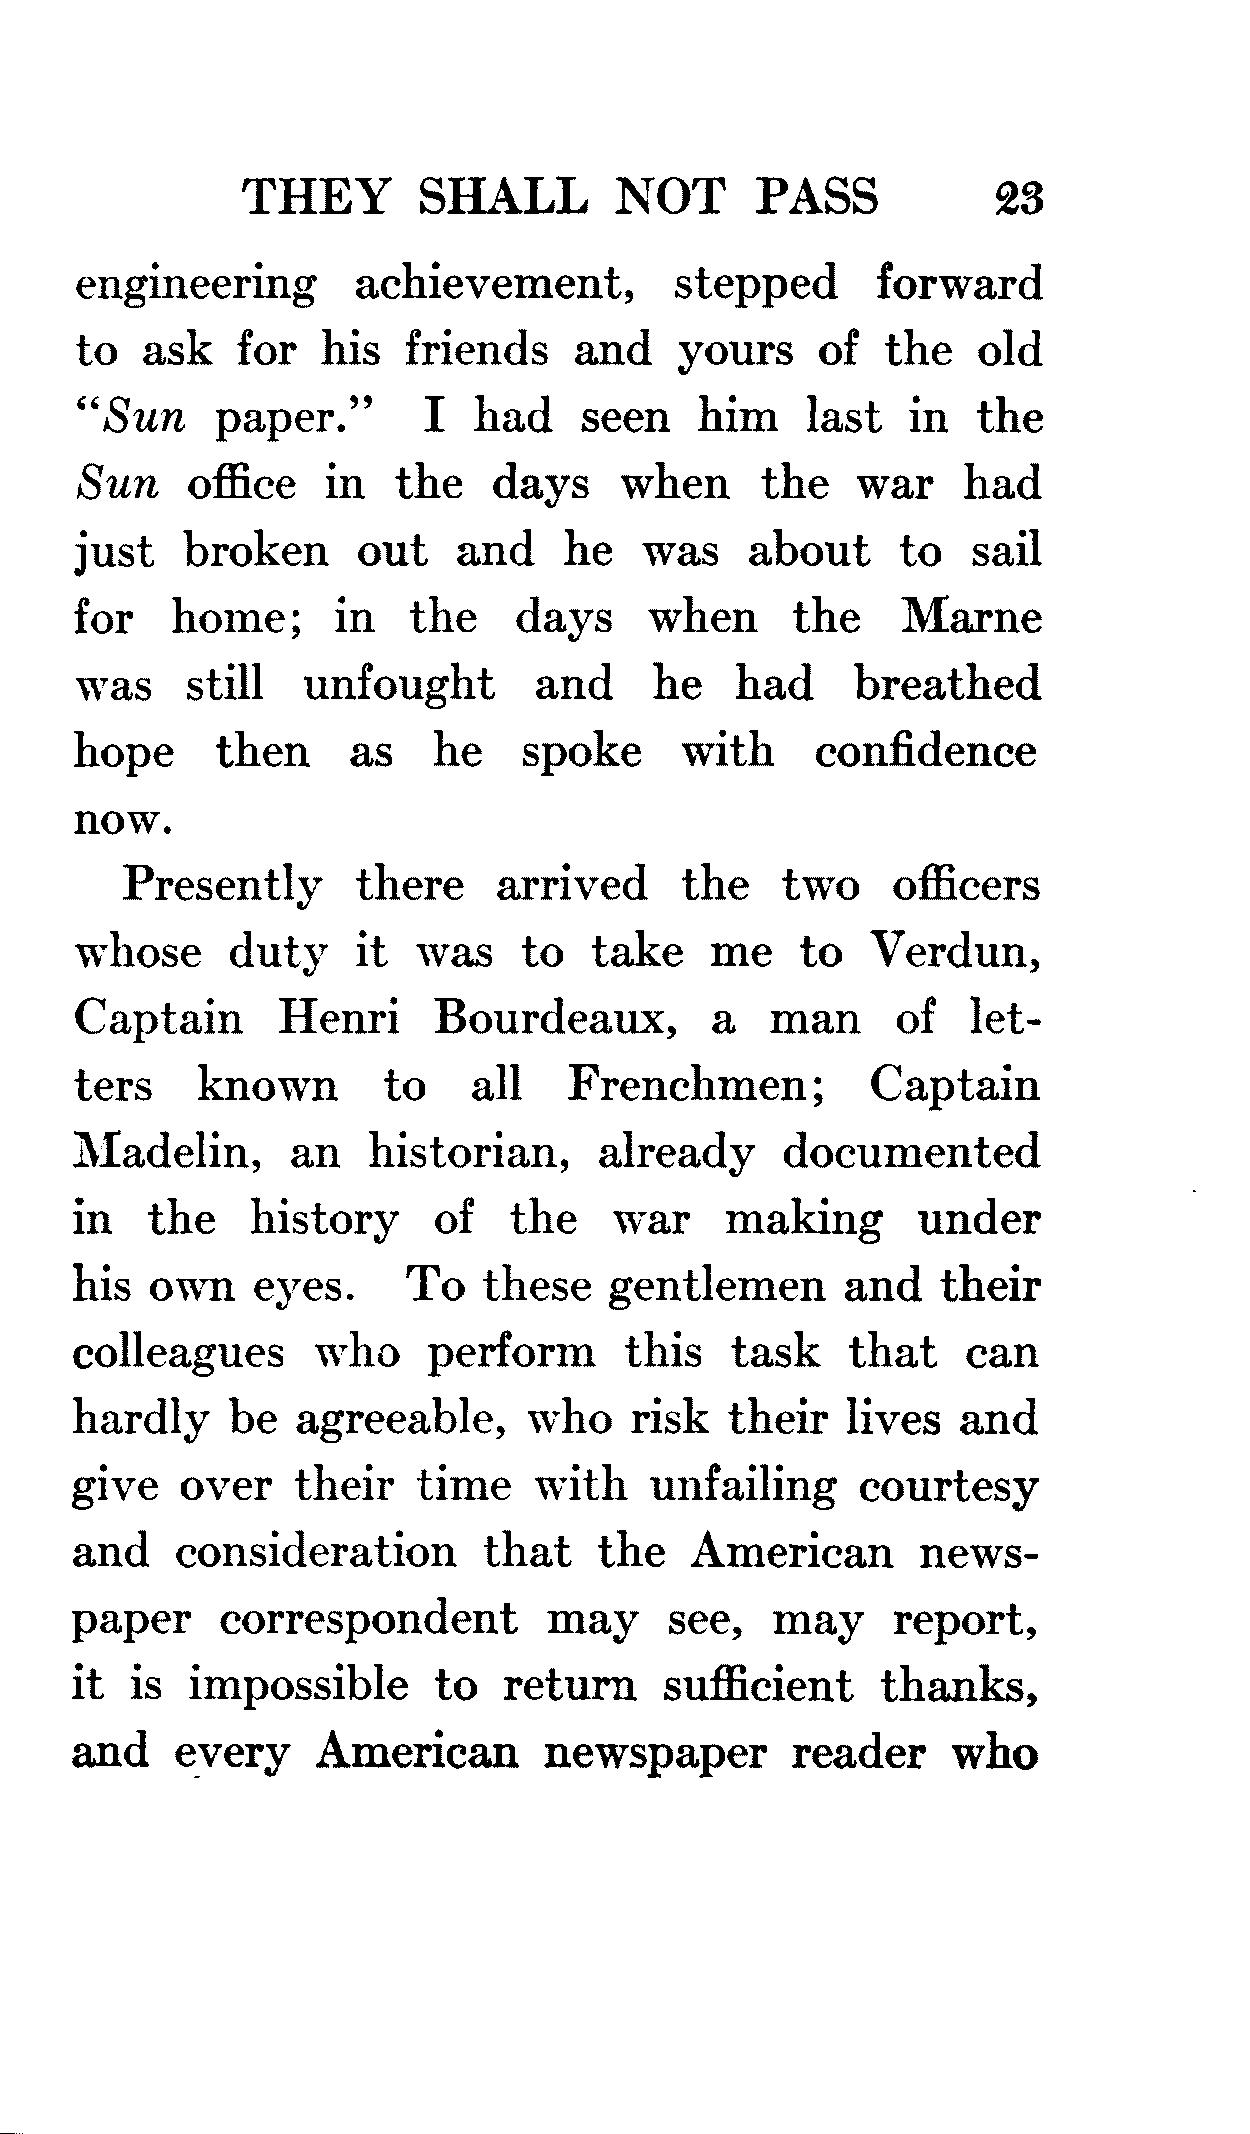 THEY SHALL NOT PASS 23
engineering achievement, stepped forward
to ask for his friends and yours of the old
“Sun paper.” I had seen him last in the
Sun office in the days when the war had
just broken out and he was about to sail
for home; in the days when the Marne
was still unfought and he had breathed
hope then as he spoke with confidence
now.
Presently there arrived the two officers
whose duty it was to take me to Verdun,
Captain Henri Bourdeaux, a man of let-
ters known to all Frenchmen; Captain
Madelin, an historian, already documented
in the history of the war making under
his own eyes. To these gentlemen and their
colleagues who perform this task that can
hardly be agreeable, who risk their lives and
give over their time with unfailing courtesy
and consideration that the American news-
paper correspondent may see, may report,
it is impossible to return sufficient thanks,
and every American newspaper reader who